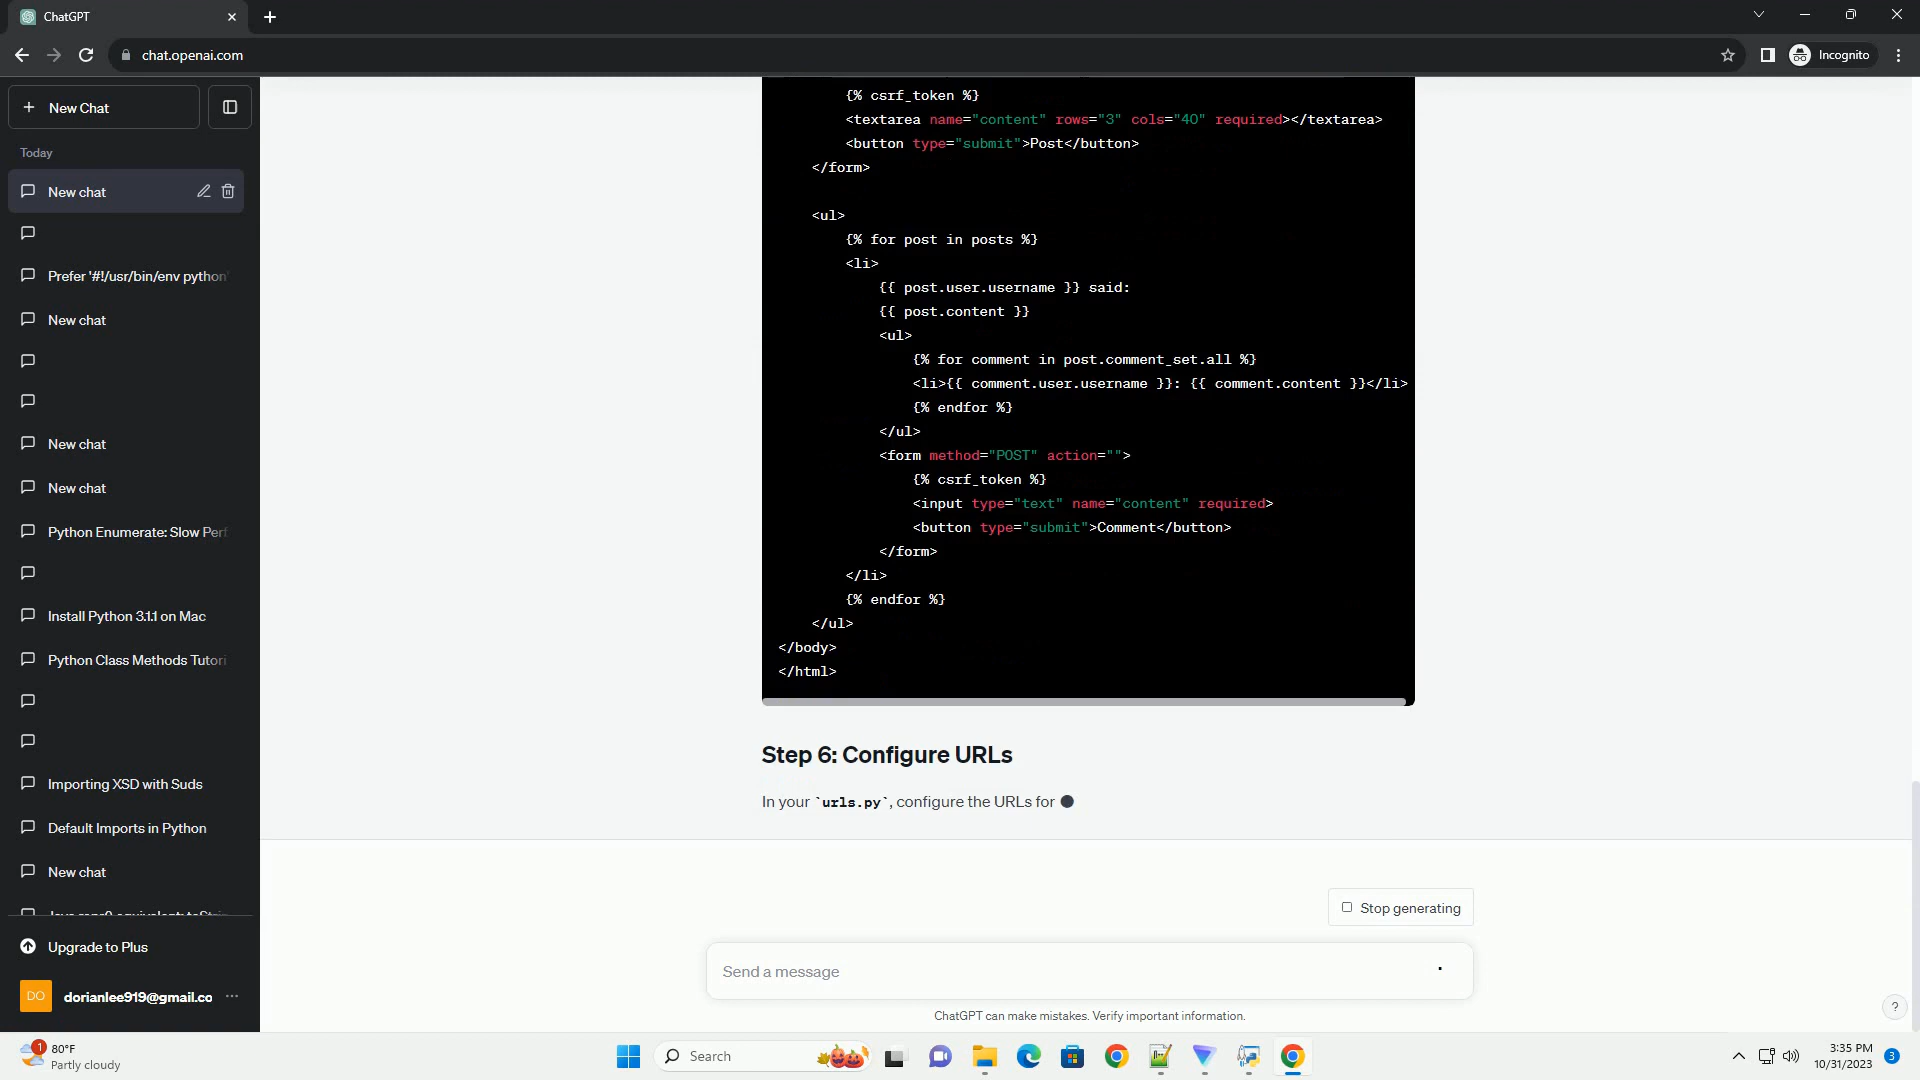 ChatGPT
chat.openai.com
Incognito
New Chat
Today
New chat
Prefer '#!/usr/bin/env python'
New chat
New chat
New chat
Python Enumerate: Slow Perf
Install Python 3.1.1 on Mac
Python Class Methods Tutori
Importing XSD with Suds
Default Imports in Python
New chat
Upgrade to Plus
DO
dorianlee919@gmail.co
{% csrf_token %}
<textarea name="content" rows="3" cols="40" required></textarea>
<button type="submit">Post</button>
</form>
<ul>
{% for post in posts %}
<li>
{{ post.user.username }} said:
{{ post.content }}
<ul>
{% for comment in post.comment_set.all %}
<li>{{ comment.user.username }}: {{ comment.content }}</li>
{% endfor %}
</ul>
<form method="POST" action="">
{% csrf_token %}
<input type="text" name="content" required>
<button type="submit">Comment</button>
</form>
</li>
{% endfor %}
</ul>
</body>
</html>
Step 6: Configure URLs
In your `urls.py`, configure the URLs for
Stop generating
Send a message
ChatGPT can make mistakes. Verify important information.
?
1
80°F
Partly cloudy
Search
3:35 PM
10/31/2023
3